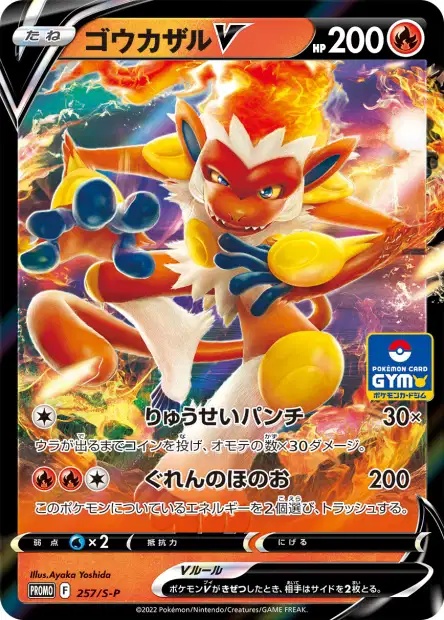 たね ゴウカザルV HP 200
POKÉMON CARD
GYM
ポケモンカードジム
りゅうせいパンチ 30×
ウラが出るまでコインを投げ、オモテの数×30ダメージ。
ぐれんのほのお 200
このポケモンについているエネルギーを2個選び、トラッシュする。
弱点 ×2 抵抗力 にげる
Illus.Ayaka Yoshida
Vルール
PROMO F 257/S-P ポケモンVがきぜつしたとき、相手はサイドを2枚とる。
©2022 Pokémon/Nintendo/Creatures/GAME FREAK.